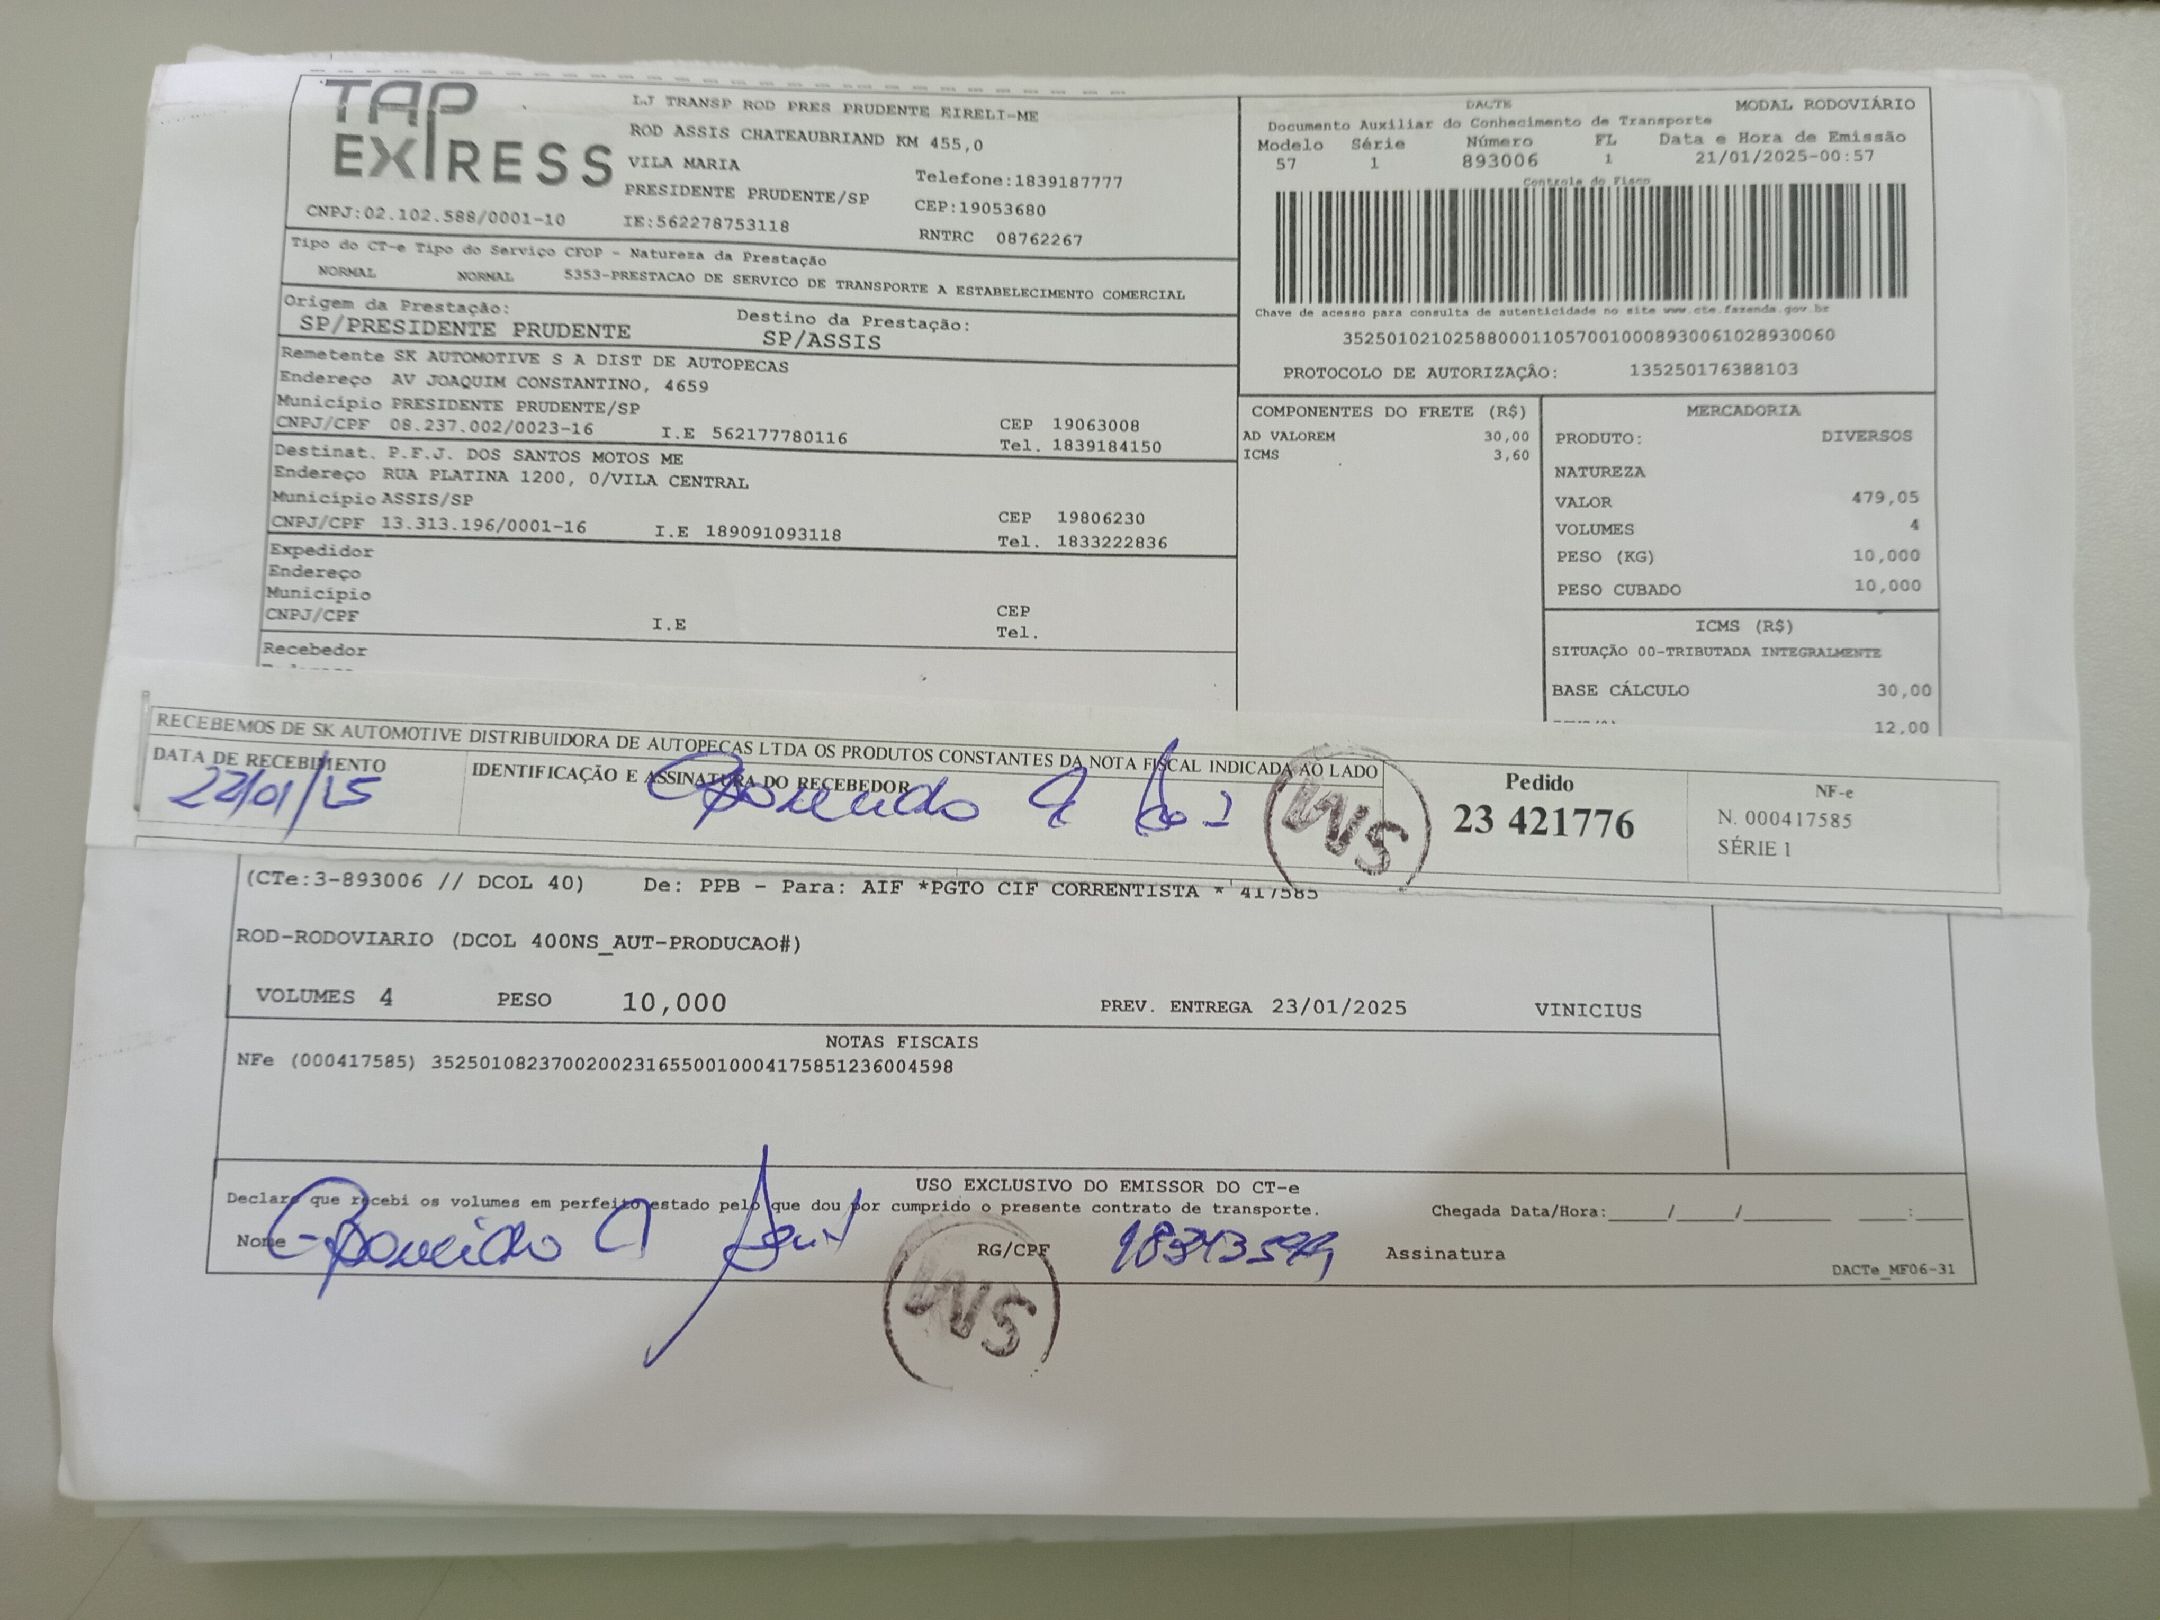 TAP
EXPRESS
LJ TRANSP ROD PRES PRUDENTE EIRELI-ME
ROD ASSIS CHATEAUBRIAND KM 455,0
VILA MARIA
Telefone:1839187777
PRESIDENTE PRUDENTE/SP
CEP:19053680
CNPJ:02.102.588/0001-10
IE:562278753118
RNTRC 08762267
DACTE
MODAL RODOVIÁRIO
Documento Auxiliar do Conhecimento de Transporte
Modelo Série Número FL Data e Hora de Emissão
57 1 893006 1 21/01/2025-00:57
Controle do Fisco
Chave de acesso para consulta de autenticidade no site www.cte.fazenda.gov.br
35250102102588000110570010008930061028930060
PROTOCOLO DE AUTORIZAÇÃO: 135250176388103
Tipo do CT-e Tipo do Serviço CFOP - Natureza da Prestação
NORMAL NORMAL 5353-PRESTACAO DE SERVICO DE TRANSPORTE A ESTABELECIMENTO COMERCIAL
Origem da Prestação:
SP/PRESIDENTE PRUDENTE
Destino da Prestação:
SP/ASSIS
Remetente SK AUTOMOTIVE S A DIST DE AUTOPECAS
Endereço AV JOAQUIM CONSTANTINO, 4659
Município PRESIDENTE PRUDENTE/SP
CEP 19063008
CNPJ/CPF 08.237.002/0023-16 I.E 562177780116 Tel. 1839184150
Destinat. P.F.J. DOS SANTOS MOTOS ME
Endereço RUA PLATINA 1200, 0/VILA CENTRAL
Município ASSIS/SP
CEP 19806230
CNPJ/CPF 13.313.196/0001-16 I.E 189091093118 Tel. 1833222836
Expedidor
Endereço
Município
CEP
CNPJ/CPF I.E Tel.
Recebedor
COMPONENTES DO FRETE (R$)
AD VALOREM 30,00
ICMS 3,60
MERCADORIA
PRODUTO: DIVERSOS
NATUREZA
VALOR 479,05
VOLUMES 4
PESO (KG) 10,000
PESO CUBADO 10,000
ICMS (R$)
SITUAÇÃO 00-TRIBUTADA INTEGRALMENTE
BASE CÁLCULO 30,00
12,00
RECEBEMOS DE SK AUTOMOTIVE DISTRIBUIDORA DE AUTOPEÇAS LTDA OS PRODUTOS CONSTANTES DA NOTA FISCAL INDICADA AO LADO
DATA DE RECEBIMENTO
22/01/25
IDENTIFICAÇÃO E ASSINATURA DO RECEBEDOR
Aparecido
Pedido
23 421776
NF-e
N. 000417585
SÉRIE 1
(CTe:3-893006 // DCOL 40) De: PPB - Para: AIF *PGTO CIF CORRENTISTA * 417585
ROD-RODOVIARIO (DCOL 400NS_AUT-PRODUCAO#)
VOLUMES 4 PESO 10,000 PREV. ENTREGA 23/01/2025 VINICIUS
NOTAS FISCAIS
NFe (000417585) 35250108237002002316550010004175851236004598
USO EXCLUSIVO DO EMISSOR DO CT-e
Declaro que recebi os volumes em perfeito estado pelo que dou por cumprido o presente contrato de transporte.
Chegada Data/Hora:_____/_____/________ ____:____
Nome Aparecido
RG/CPF
Assinatura
DACTe_MF06-31